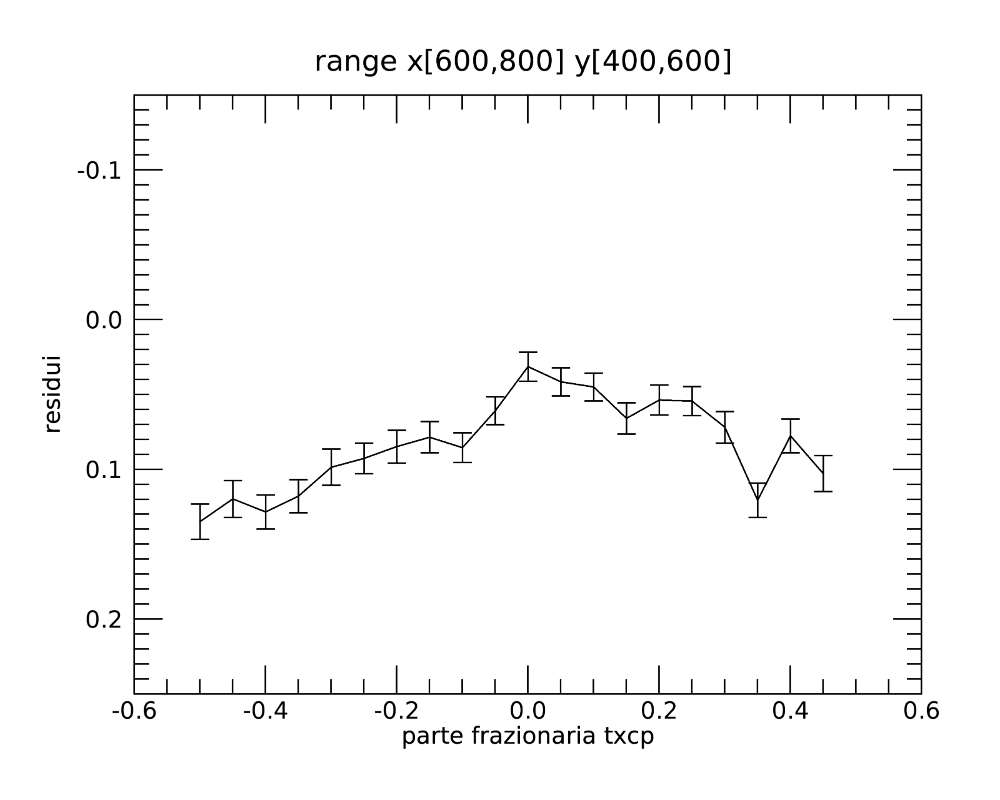 range x[600,800] y[400,600]
-0.1
0.0
0.1
0.2
residui
-0.6 -0.4 -0.2 0.0 0.2 0.4 0.6
parte frazionaria txcp